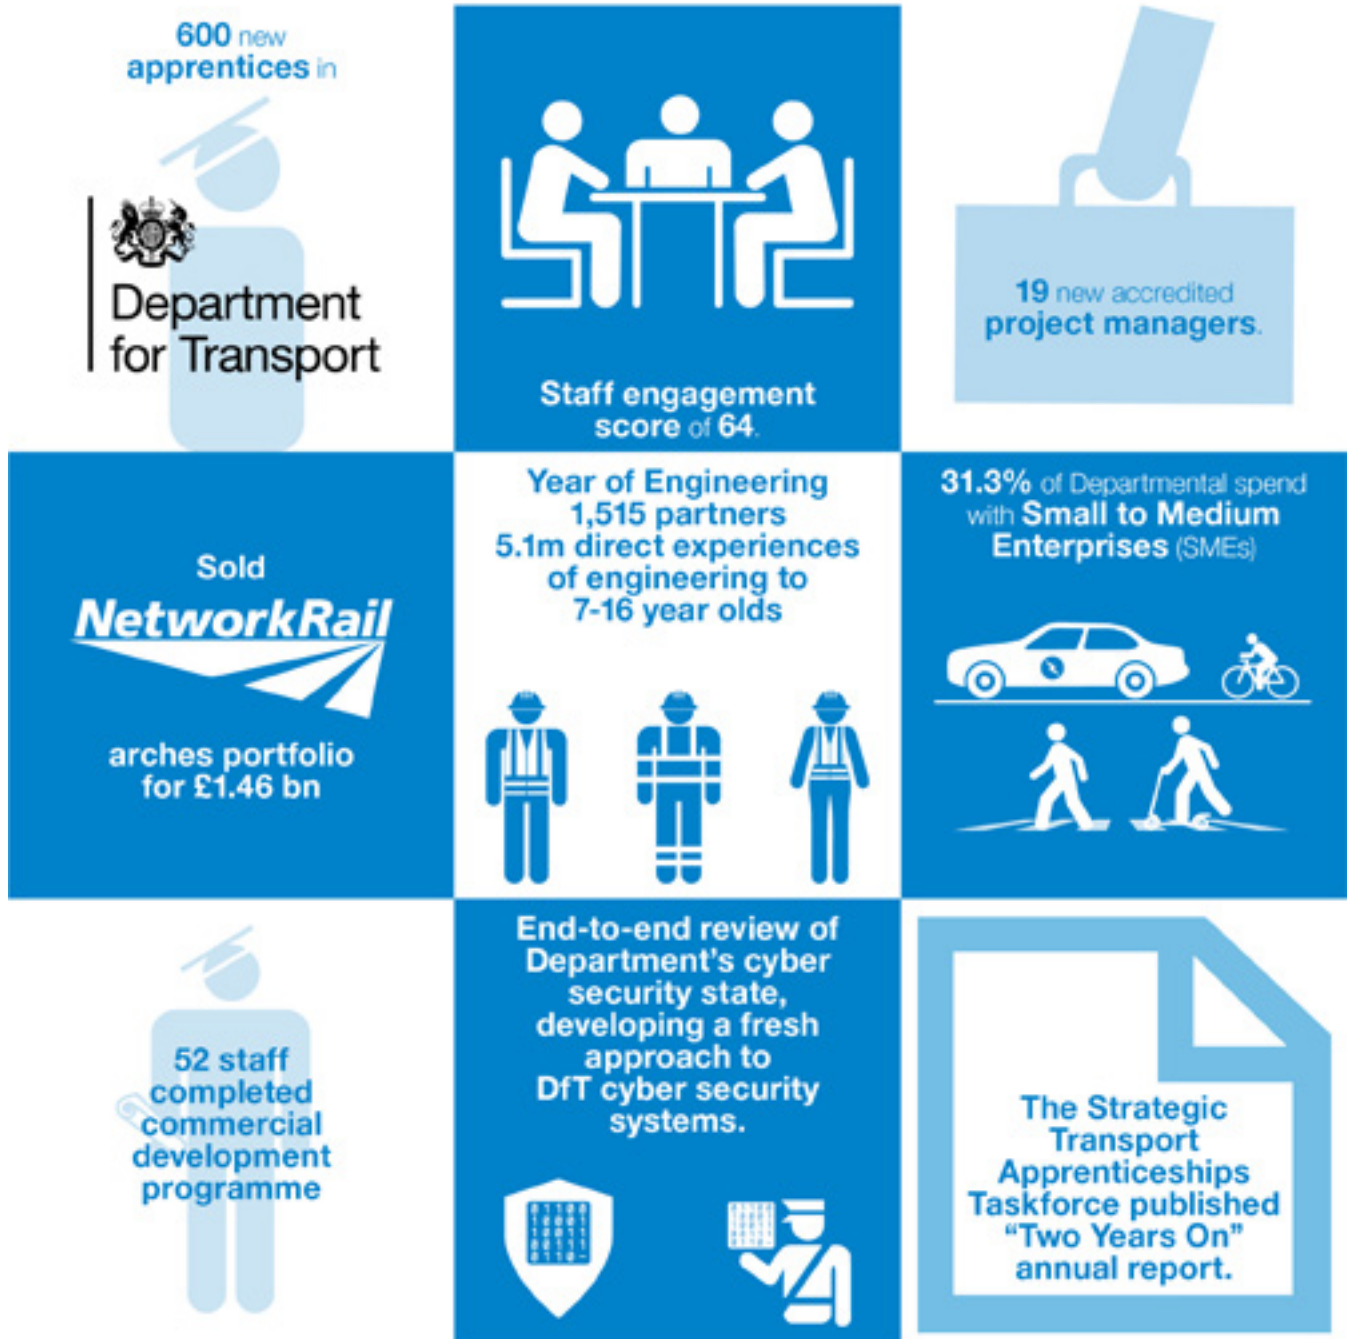 600 new
apprentices in
Department
for Transport
Staff engagement
score of 64.
19 new accredited
project managers.
Sold
NetworkRail
arches portfolio
for £1.46 bn
Year of Engineering
1,515 partners
5.1m direct experiences
of engineering to
7-16 year olds
31.3% of Departmental spend
with Small to Medium
Enterprises (SMEs)
52 staff
completed
commercial
development
programme
End-to-end review of
Department’s cyber
security state,
developing a fresh
approach to
DfT cyber security
systems.
The Strategic
Transport
Apprenticeships
Taskforce published
“Two Years On”
annual report.